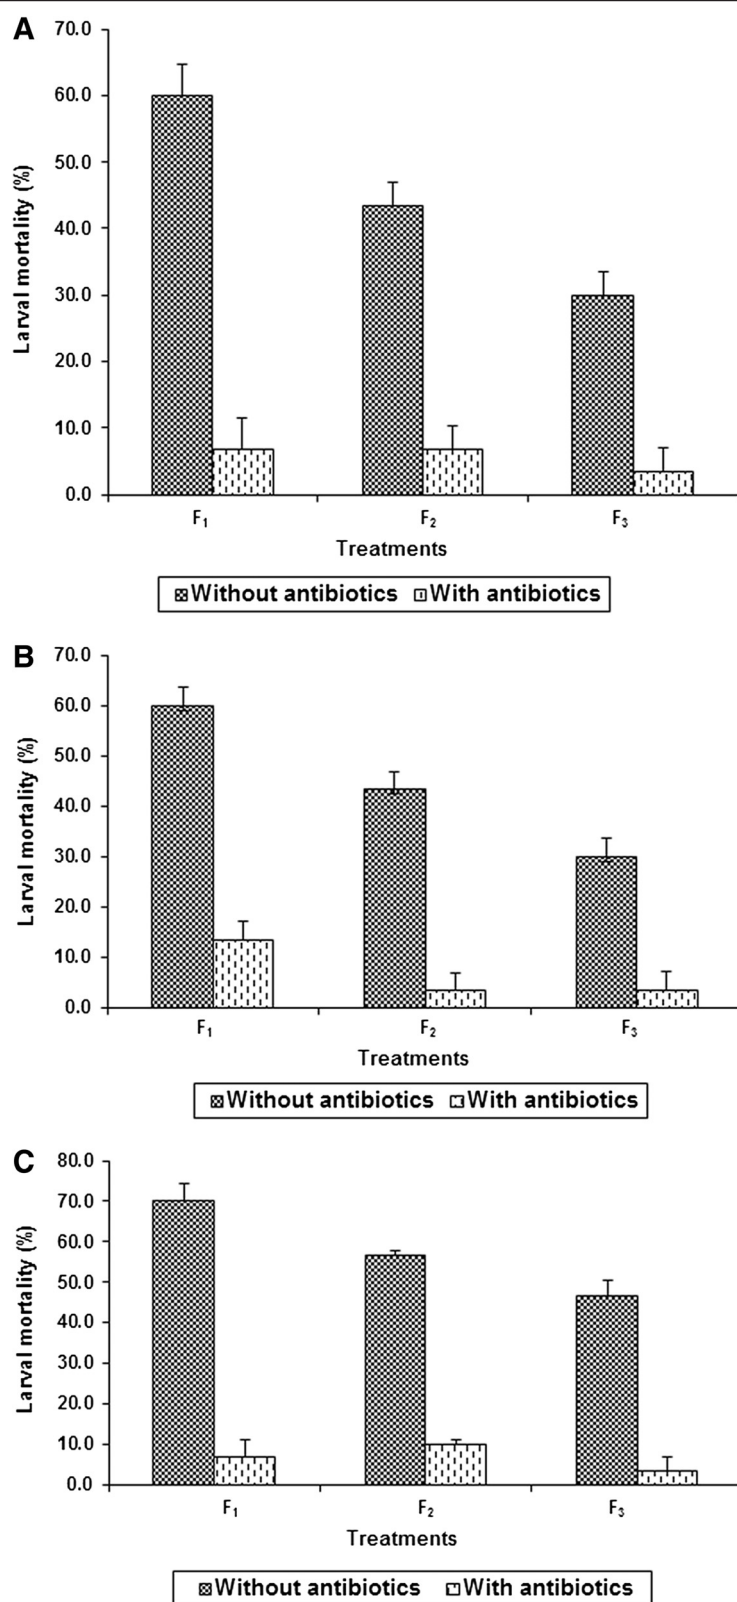 A
70.0
60.0
50.0
40.0
30.0
20.0
10.0
0.0
Larval mortality (%)
F₁ F₂ F₃
Treatments
Without antibiotics With antibiotics
B
70.0
60.0
50.0
40.0
30.0
20.0
10.0
0.0
Larval mortality (%)
F₁ F₂ F₃
Treatments
Without antibiotics With antibiotics
C
80.0
70.0
60.0
50.0
40.0
30.0
20.0
10.0
0.0
Larval mortality (%)
F₁ F₂ F₃
Treatments
Without antibiotics With antibiotics